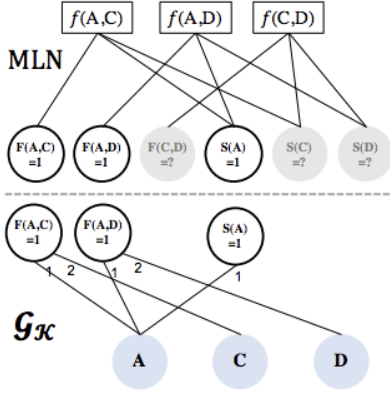 f(A,C) f(A,D) f(C,D)
MLN
F(A,C) F(A,D) F(C,D) S(A) S(C) S(D)
=1 =1 =? =1 =? =?
F(A,C) F(A,D) S(A)
=1 =1 =1
1 2 1 2 1
𝓖𝒦
A C D